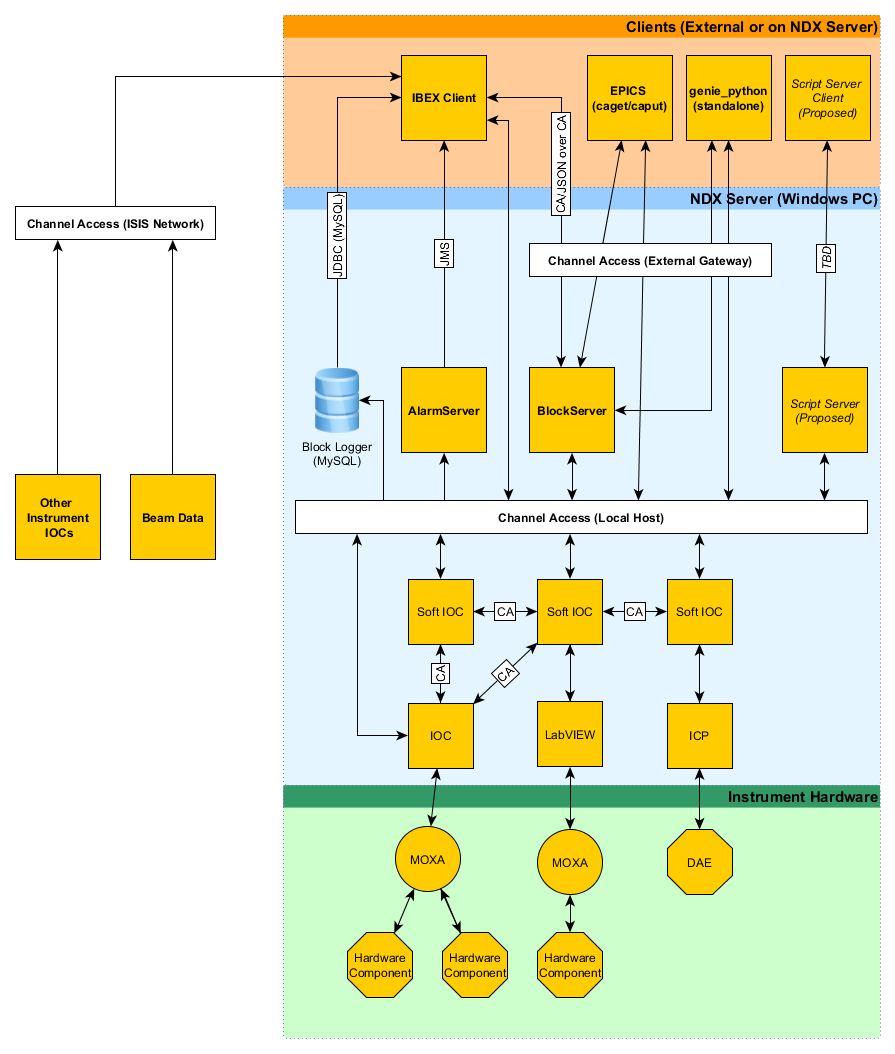 Clients (External or on NDX Server)
IBEX Client
EPICS
(caget/caput)
genie_python
(standalone)
Script Server
Client
(Proposed)
CA/JSON over CA
NDX Server (Windows PC)
Channel Access (ISIS Network)
JDBC (MySQL)
JMS
Channel Access (External Gateway)
TBD
AlarmServer
BlockServer
Script Server
(Proposed)
Block Logger
(MySQL)
Other
Instrument
IOCs
Beam Data
Channel Access (Local Host)
Soft IOC
CA
Soft IOC
CA
Soft IOC
CA
CA
IOC
LabVIEW
ICP
Instrument Hardware
MOXA
MOXA
DAE
Hardware
Component
Hardware
Component
Hardware
Component